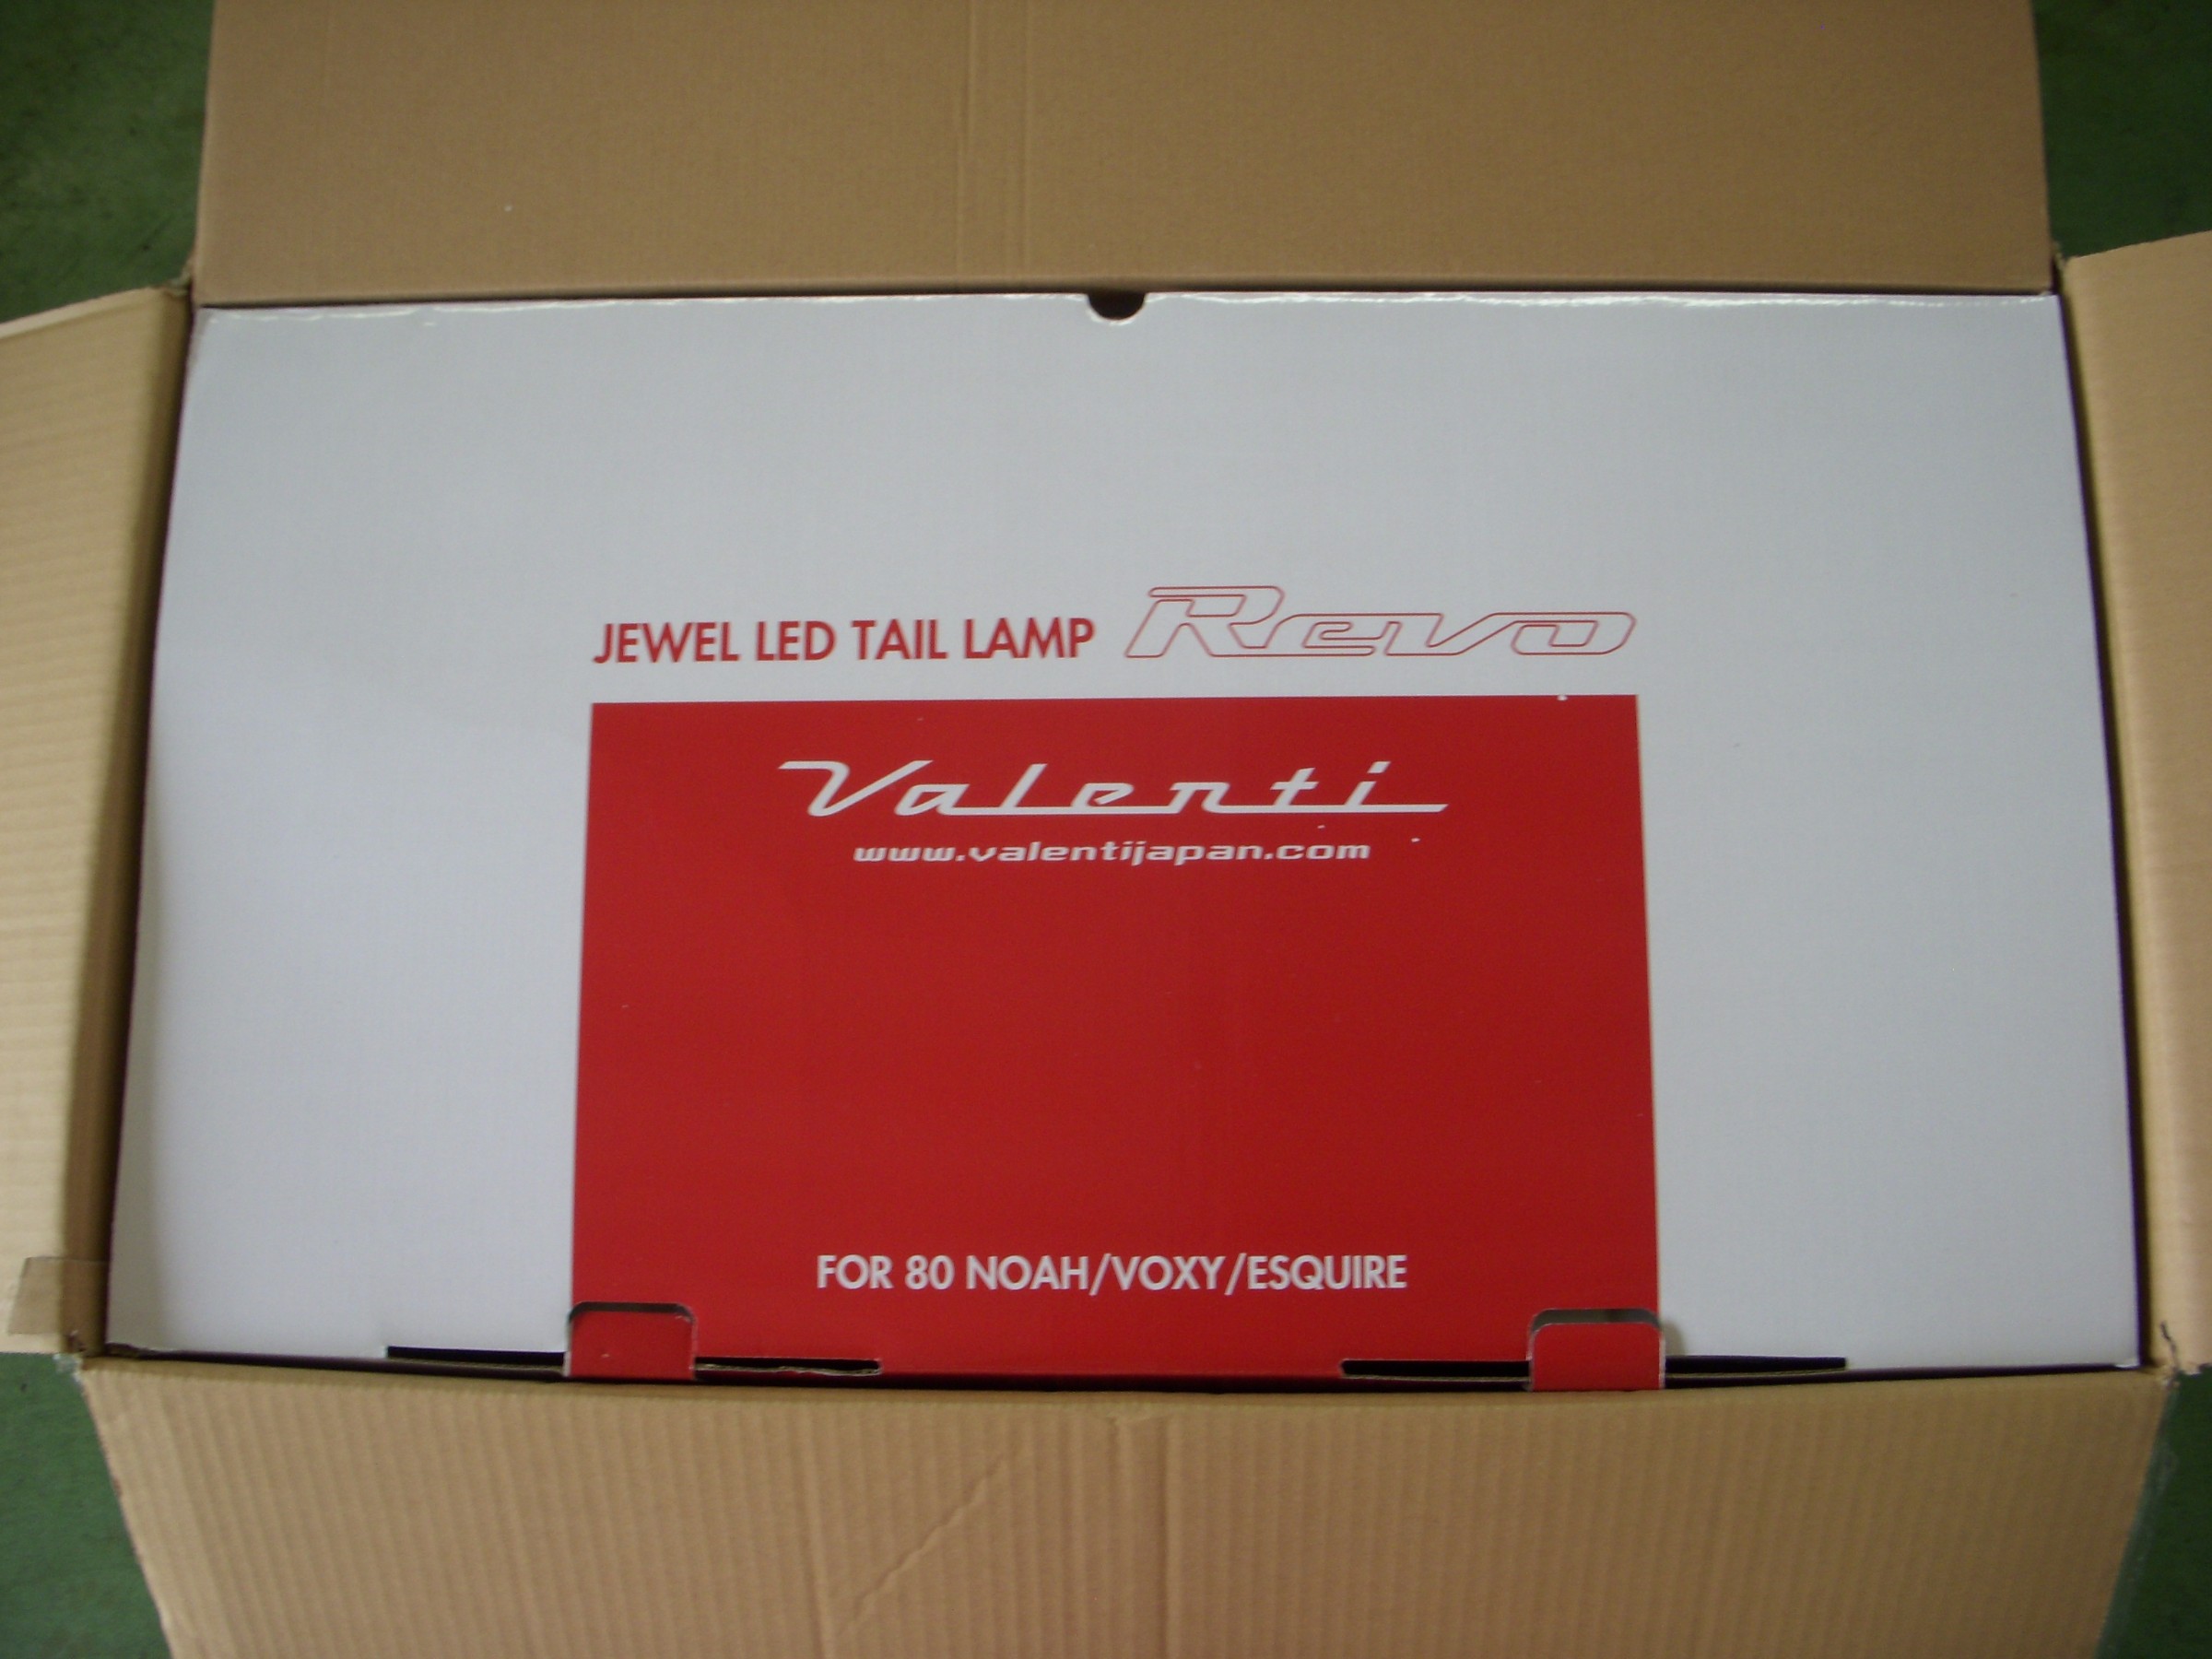 JEWEL LED TAIL LAMP Revo
Valenti
www.valentijapan.com
FOR 80 NOAH/VOXY/ESQUIRE